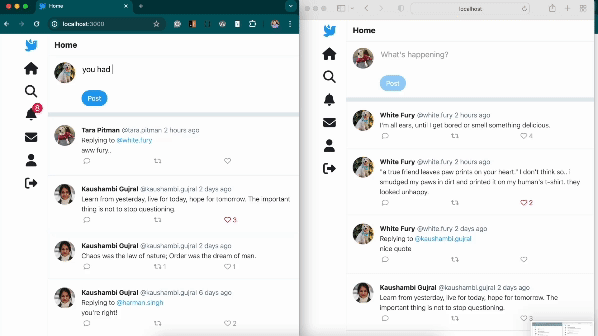 Home
localhost:3000
Home
you had
Post
8
Tara Pitman @tara.pitman 2 hours ago
Replying to @white.fury
aww fury..
Kaushambi Gujral @kaushambi.gujral 2 days ago
Learn from yesterday, live for today, hope for tomorrow. The important
thing is not to stop questioning.
3
Kaushambi Gujral @kaushambi.gujral 2 days ago
Chaos was the law of nature; Order was the dream of man.
1 1
Kaushambi Gujral @kaushambi.gujral 6 days ago
Replying to @harman.singh
you're right!
2
localhost
Home
What's happening?
Post
White Fury @white.fury 2 hours ago
I'm all ears, until I get bored or smell something delicious.
4
White Fury @white.fury 2 hours ago
"a true friend leaves paw prints on your heart." I don't think so.. I
smudged my paws in dirt and printed it on my human's t-shirt. they
looked unhappy
2
White Fury @white.fury 2 days ago
Replying to @kaushambi.gujral
nice quote
Kaushambi Gujral @kaushambi.gujral 2 days ago
Learn from yesterday, live for today, hope for tomorrow. The
important thing is not to stop questioning.
3